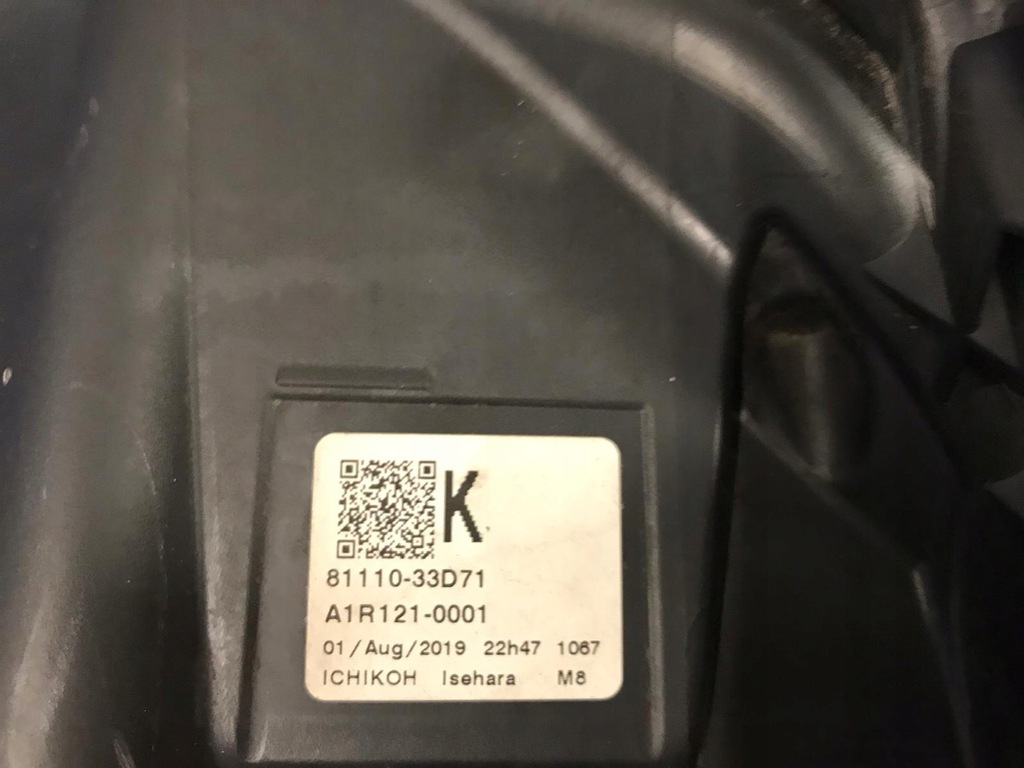 K
81110-33D71
A1R121-0001
01/Aug/2019 22h47 1067
ICHIKOH Isehara M8